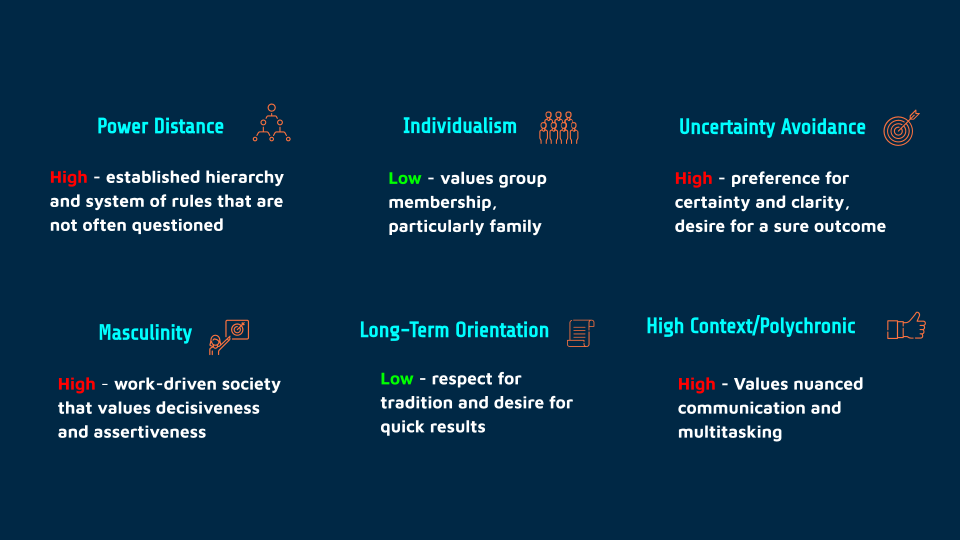 Power Distance
High - established hierarchy
and system of rules that are
not often questioned
Individualism
Low - values group
membership,
particularly family
Uncertainty Avoidance
High - preference for
certainty and clarity,
desire for a sure outcome
Masculinity
High - work-driven society
that values decisiveness
and assertiveness
Long-Term Orientation
Low - respect for
tradition and desire for
quick results
High Context/Polychronic
High - Values nuanced
communication and
multitasking